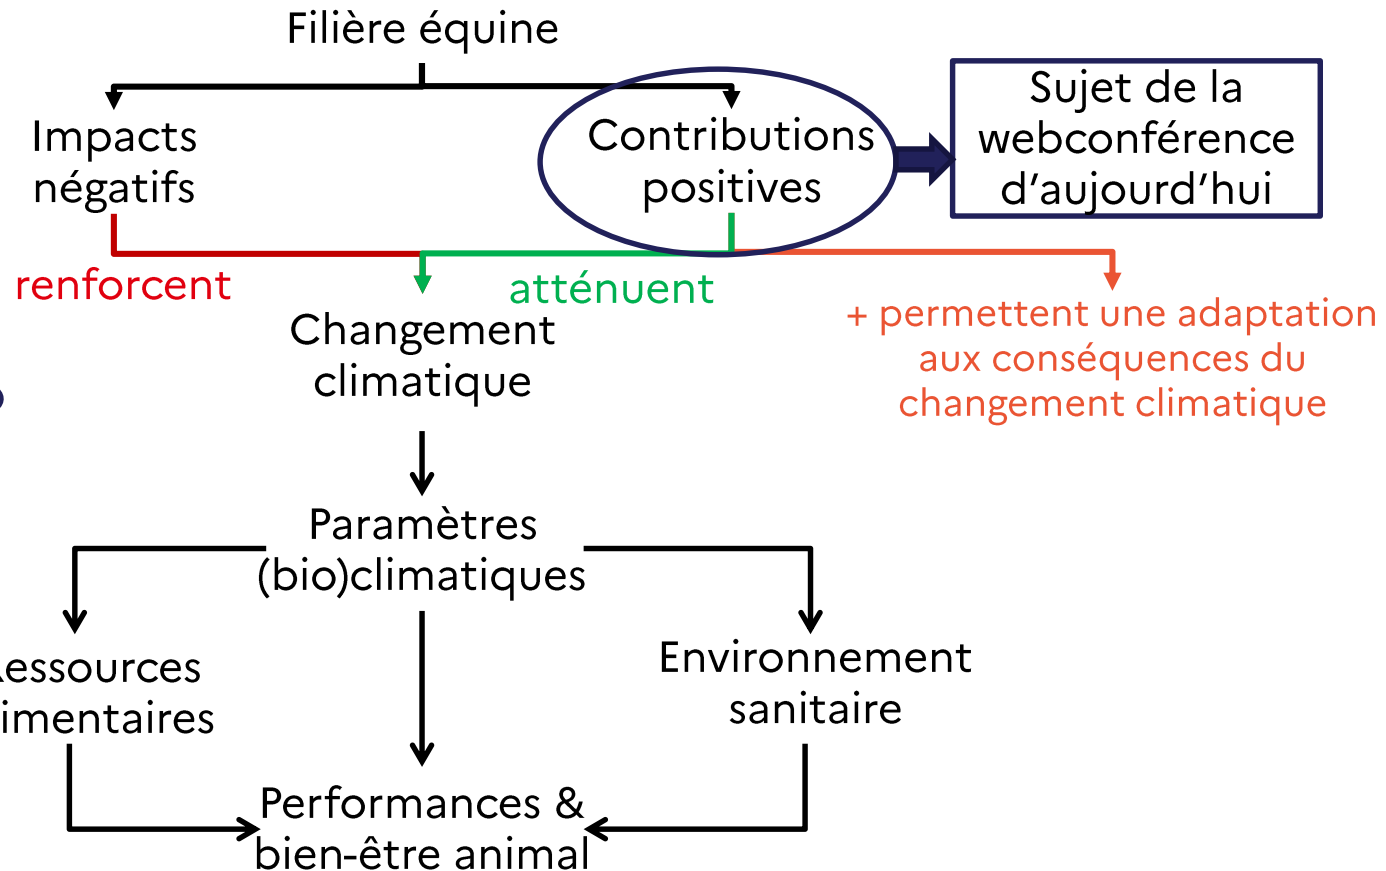 Filière équine
Impacts
négatifs
Contributions
positives
Sujet de la
webconférence
d’aujourd’hui
renforcent
atténuent
Changement
climatique
+ permettent une adaptation
aux conséquences du
changement climatique
Paramètres
(bio)climatiques
essources
imentaires
Environnement
sanitaire
Performances &
bien-être animal